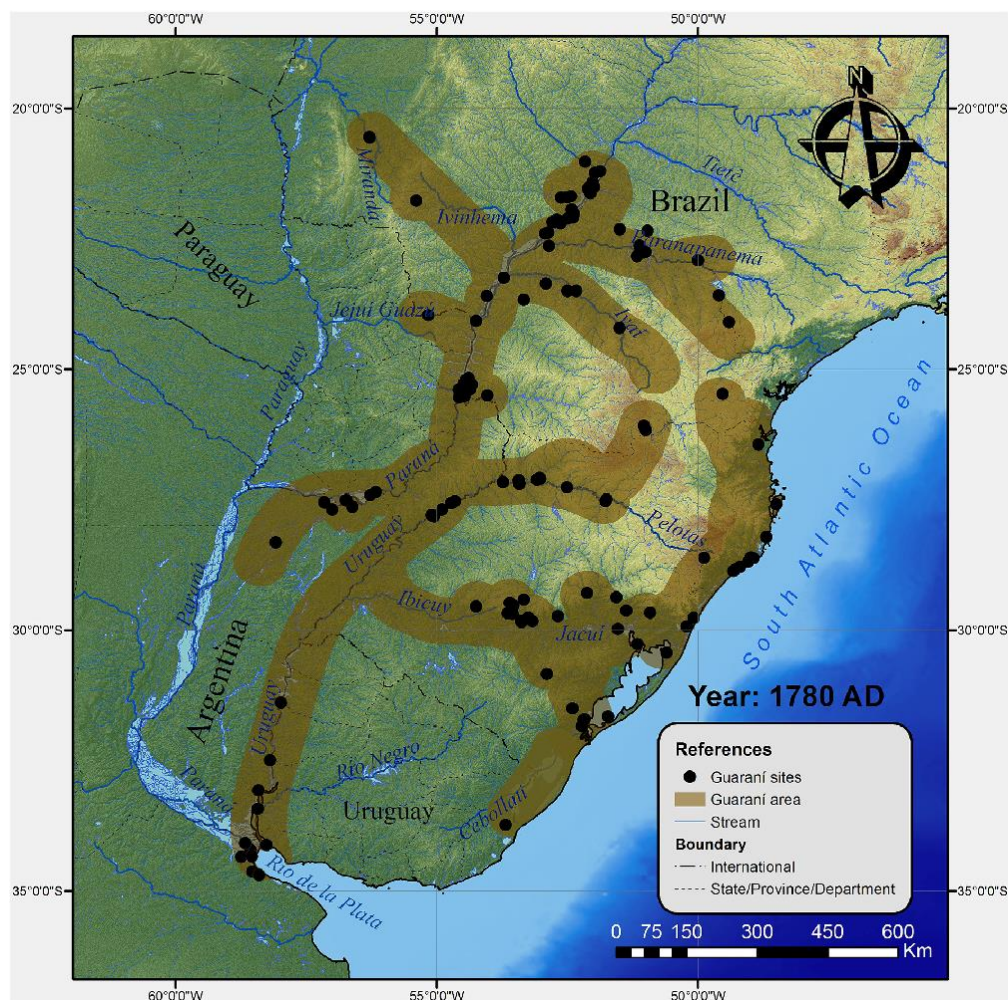 60°0'0"W 55°0'0"W 50°0'0"W
N
20°0'0"S 20°0'0"S
Tietê
Miranda
Brazil
Ivinhema
Paraguay
Paranapanema
Jejuí Guazú
Ivaí
25°0'0"S 25°0'0"S
Paraguay
South Atlantic Ocean
Paraná
Uruguay
Pelotas
Paraná
Ibicuy
Jacuí
30°0'0"S 30°0'0"S
Argentina
Year: 1780 AD
Uruguay
Río Negro
Paraná
Uruguay
Cebollatí
Río de la Plata
References
Guaraní sites
Guaraní area
Stream
Boundary
International
State/Province/Department
35°0'0"S 35°0'0"S
0 75 150 300 450 600
Km
60°0'0"W 55°0'0"W 50°0'0"W